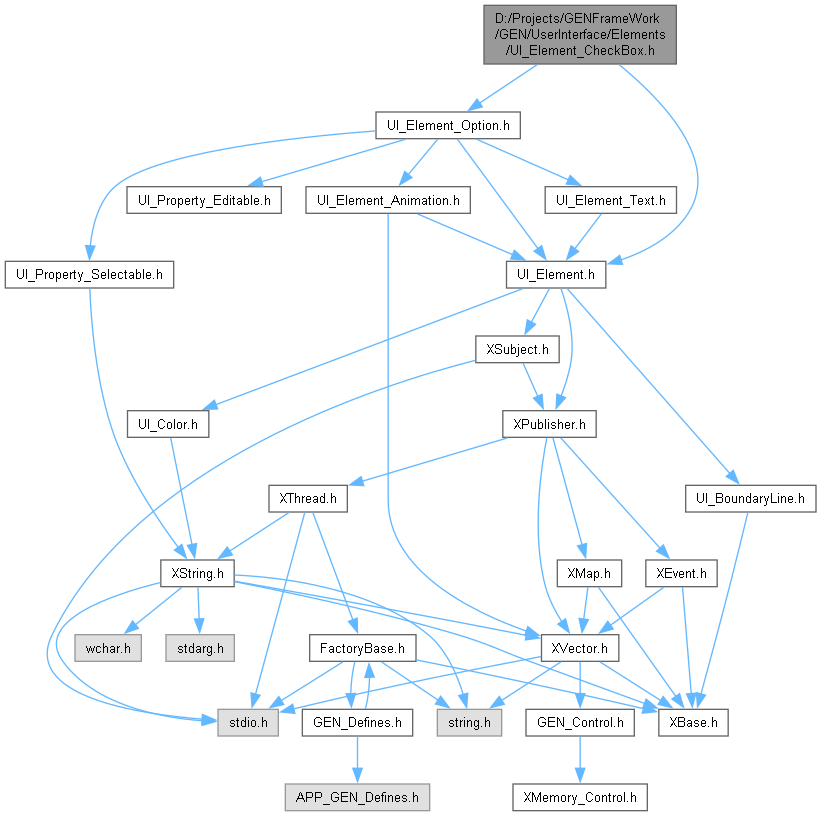 D:/Projects/GENFrameWork
/GEN/UserInterface/Elements
/UI_Element_CheckBox.h
UI_Element_Option.h
UI_Property_Editable.h
UI_Element_Animation.h
UI_Element_Text.h
UI_Property_Selectable.h
UI_Element.h
XSubject.h
UI_Color.h
XPublisher.h
XThread.h
UI_BoundaryLine.h
XString.h
XMap.h
XEvent.h
wchar.h
stdarg.h
FactoryBase.h
XVector.h
stdio.h
GEN_Defines.h
string.h
GEN_Control.h
XBase.h
APP_GEN_Defines.h
XMemory_Control.h